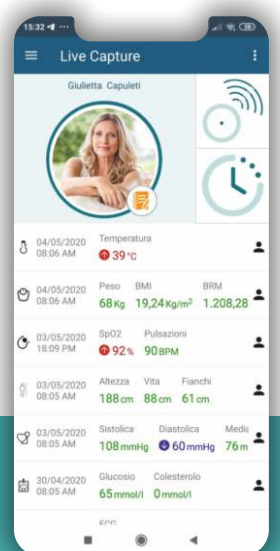 15:32
Live Capture
Giulietta Capuleti
04/05/2020 08:06 AM Temperatura 39 °C
04/05/2020 08:06 AM Peso 68 Kg BMI 19,24 Kg/m² BRM 1.208,28
03/05/2020 18:09 PM SpO2 92 % Pulsazioni 90 BPM
03/05/2020 08:05 AM Altezza 188 cm Vita 88 cm Fianchi 61 cm
03/05/2020 08:05 AM Sistolica 108 mmHg Diastolica 60 mmHg Media 76 m
30/04/2020 08:05 AM Glucosio 65 mmol/l Colesterolo 0 mmol/l
ECG